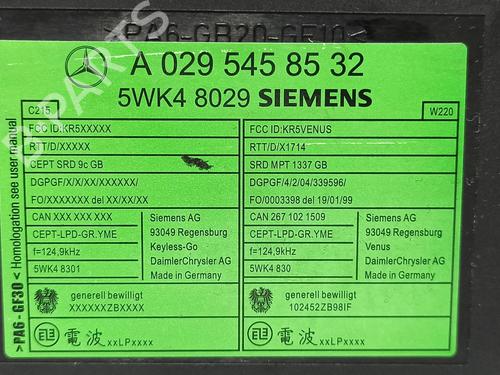 PA6-GB20-GF10
A 029 545 85 32
5WK4 8029 SIEMENS
C215
W220
FCC ID:KR5XXXXX
RTT/D/XXXXX
CEPT SRD 9c GB
DGPGF/X/X/XX/XXXXXX/
FO/XXXXXXX del XX/XX/XX
CAN XXX XXX XXX
CEPT-LPD-GR.YME
f=124,9kHz
5WK4 8301
Siemens AG
93049 Regensburg
Keyless-Go
DaimlerChrysler AG
Made in Germany
generell bewilligt
XXXXXXZBXXXX
電波 xxLPxxxx
FCC ID:KR5VENUS
RTT/D/X1714
SRD MPT 1337 GB
DGPGF/4/2/04/339596/
FO/0003398 del 19/01/99
CAN 267 102 1509
CEPT-LPD-GR.YME
f=124,9kHz
5WK4 830
Siemens AG
93049 Regensburg
Venus
DaimlerChrysler AG
Made in Germany
generell bewilligt
102452ZB98IF
電波 xxLPxxxx
>PA6-GF30< Homologation see user manual